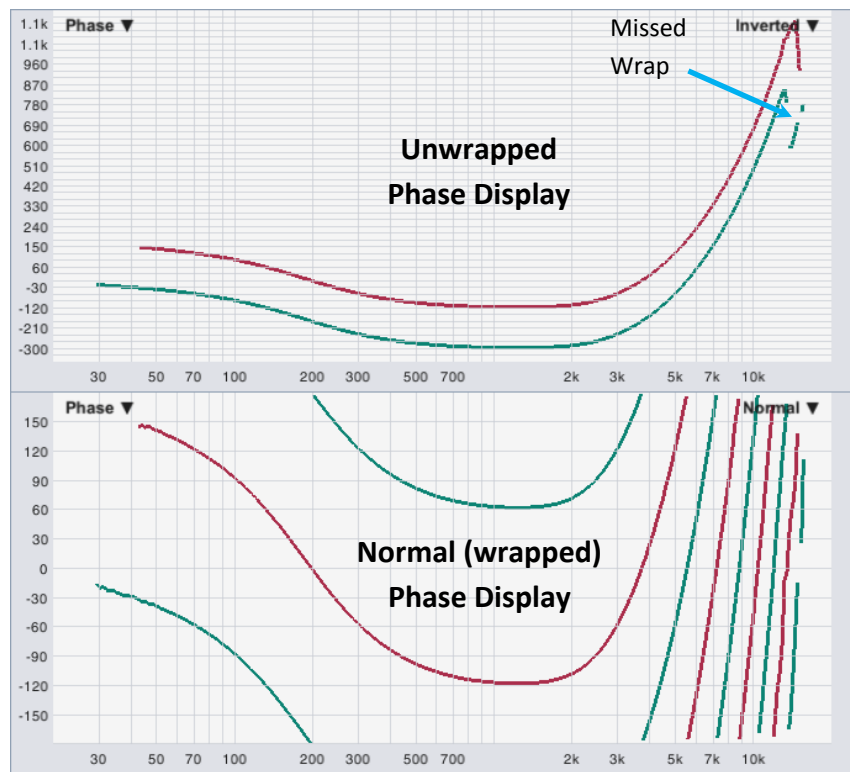 1.1k
Phase ▼
Missed
Inverted ▼
1.1k
Wrap
960
870
780
690
600
Unwrapped
510
Phase Display
420
330
240
150
60
-30
-120
-210
-300
30 50 70 100 200 300 500 700 2k 3k 5k 7k 10k
Phase ▼
Normal ▼
150
120
90
60
30
Normal (wrapped)
0
Phase Display
-30
-60
-90
-120
-150
30 50 70 100 200 300 500 700 2k 3k 5k 7k 10k